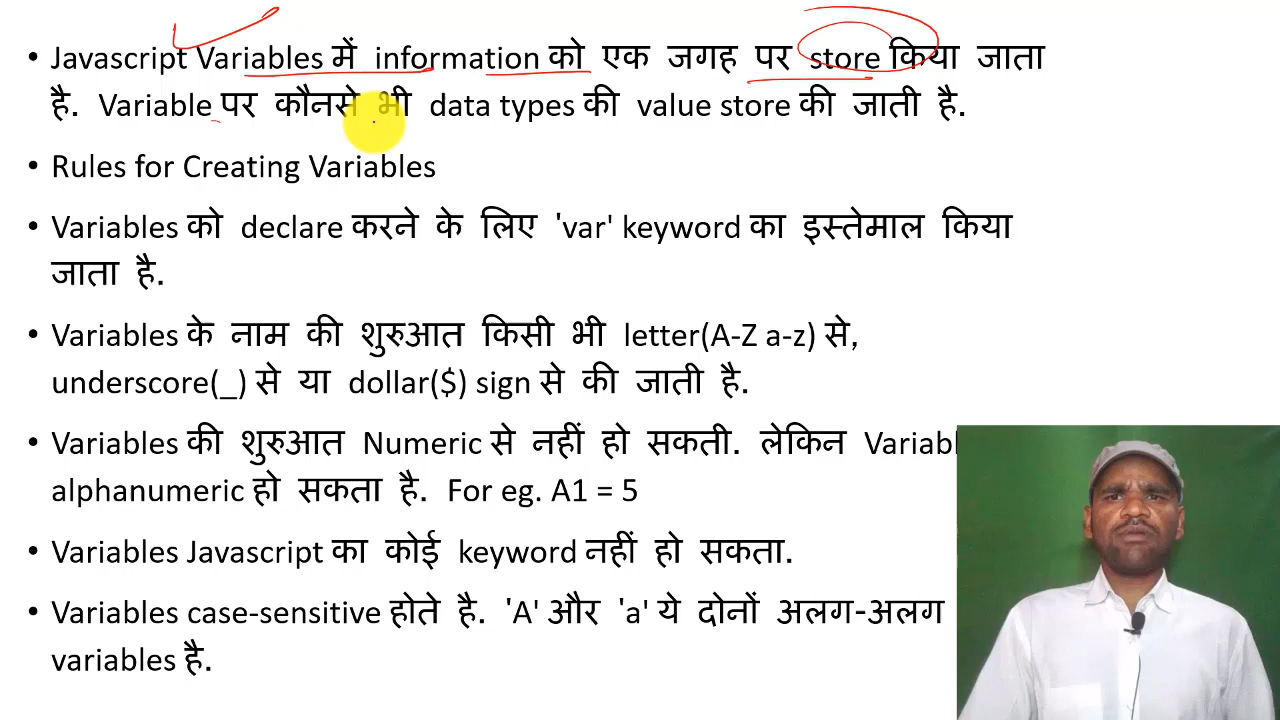 • Javascript Variables में information को एक जगह पर store किया जाता
है. Variable पर कौनसे भी data types की value store की जाती है.
• Rules for Creating Variables
• Variables को declare करने के लिए 'var' keyword का इस्तेमाल किया
जाता है.
• Variables के नाम की शुरुआत किसी भी letter(A-Z a-z) से,
underscore(_) से या dollar($) sign से की जाती है.
• Variables की शुरुआत Numeric से नहीं हो सकती. लेकिन
alphanumeric हो सकता है. For eg. A1 = 5
• Variables Javascript का कोई keyword नहीं हो सकता.
• Variables case-sensitive होते है. 'A' और 'a' ये दोनों अलग-अलग
variables है.